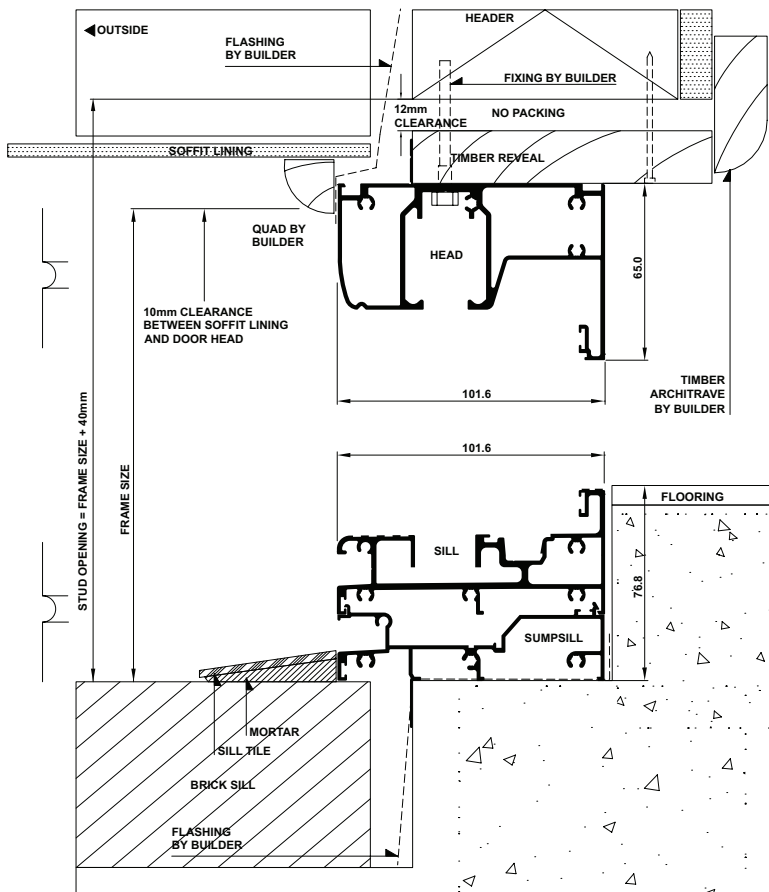 OUTSIDE
HEADER
FLASHING
BY BUILDER
FIXING BY BUILDER
12mm
CLEARANCE
NO PACKING
SOFFIT LINING
TIMBER REVEAL
QUAD BY
BUILDER
HEAD
65.0
10mm CLEARANCE
BETWEEN SOFFIT LINING
AND DOOR HEAD
TIMBER
ARCHITRAVE
BY BUILDER
101.6
STUD OPENING = FRAME SIZE + 40mm
FRAME SIZE
101.6
FLOORING
SILL
76.8
SUMPSILL
MORTAR
SILL TILE
BRICK SILL
FLASHING
BY BUILDER